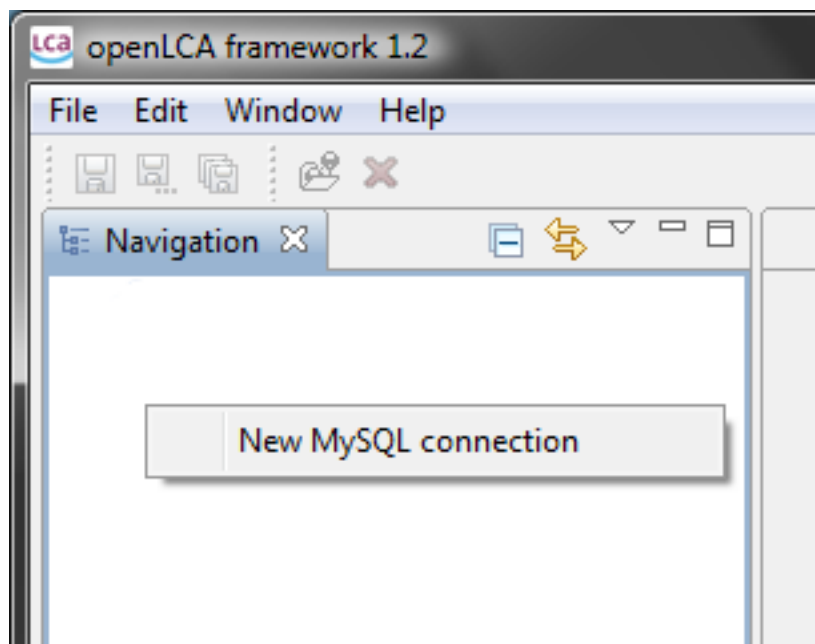 LCa openLCA framework 1.2
File Edit Window Help
Navigation
New MySQL connection